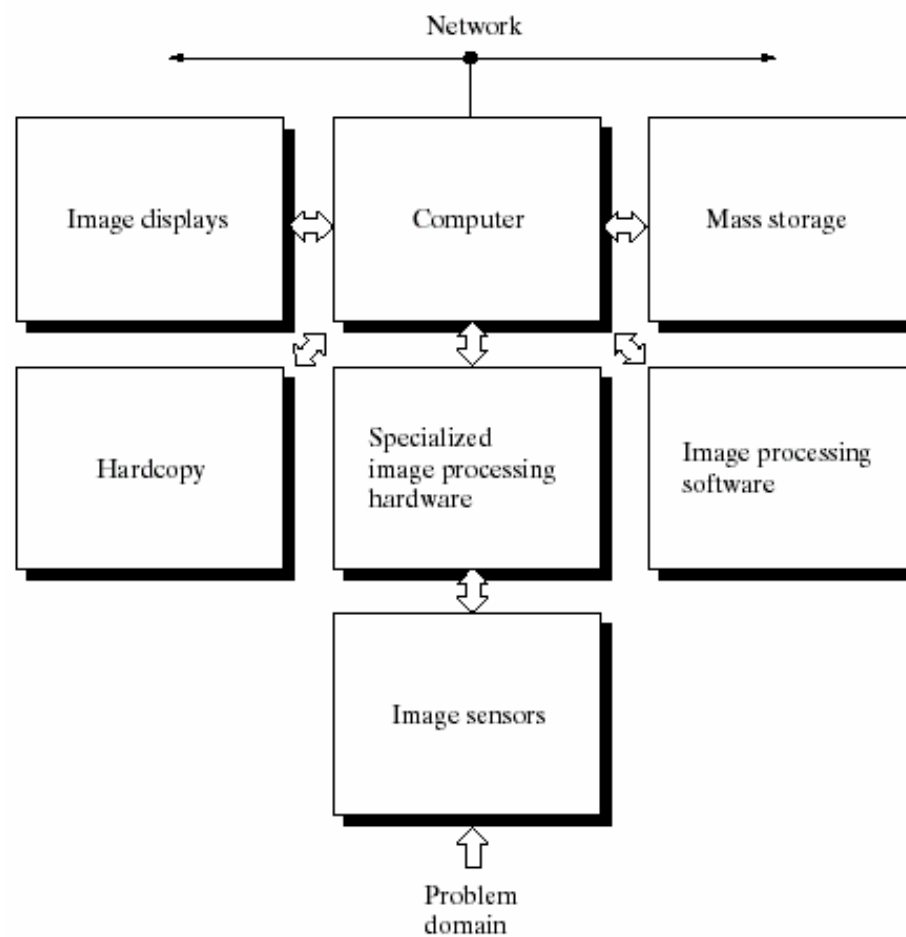 Network
Image displays
Computer
Mass storage
Hardcopy
Specialized
image processing
hardware
Image processing
software
Image sensors
Problem
domain